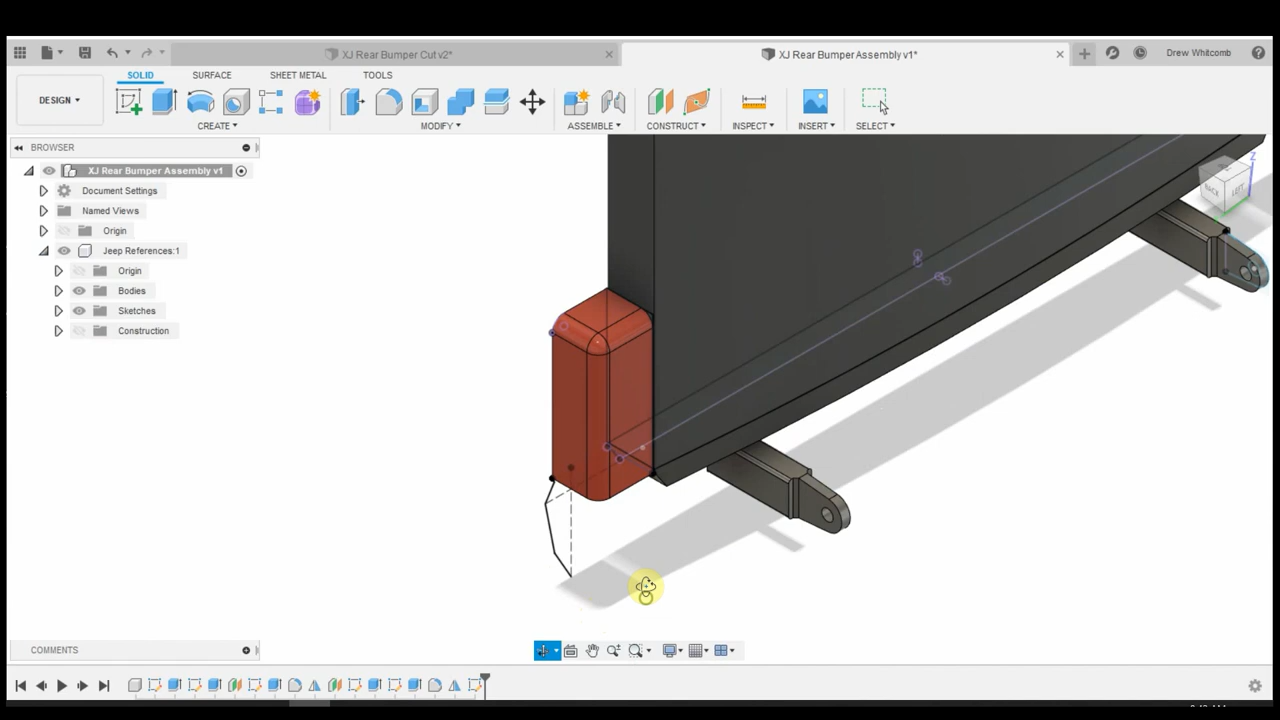 XJ Rear Bumper Cut v2*
XJ Rear Bumper Assembly v1*
Drew Whitcomb
DESIGN
SOLID
SURFACE
SHEET METAL
TOOLS
CREATE
MODIFY
ASSEMBLE
CONSTRUCT
INSPECT
INSERT
SELECT
BROWSER
XJ Rear Bumper Assembly v1
Document Settings
Named Views
Origin
Jeep References:1
Origin
Bodies
Sketches
Construction
Z
BACK
LEFT
COMMENTS